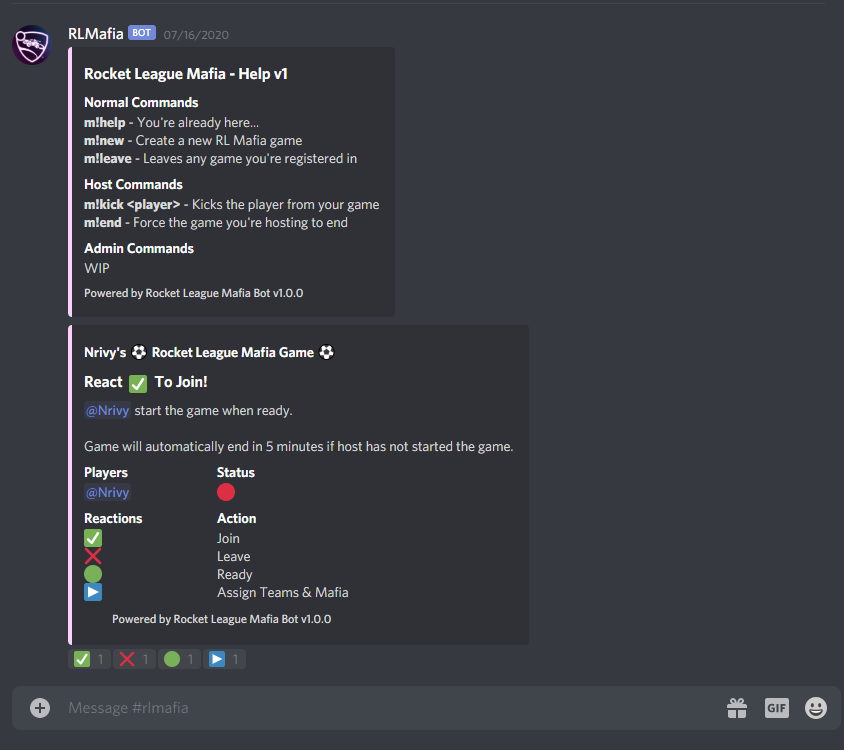 RLMafia BOT 07/16/2020
Rocket League Mafia - Help v1
Normal Commands
m!help - You're already here...
m!new - Create a new RL Mafia game
m!leave - Leaves any game you're registered in
Host Commands
m!kick <player> - Kicks the player from your game
m!end - Force the game you're hosting to end
Admin Commands
WIP
Powered by Rocket League Mafia Bot v1.0.0
Nrivy's ⚽ Rocket League Mafia Game ⚽
React ✅ To Join!
@Nrivy start the game when ready.
Game will automatically end in 5 minutes if host has not started the game.
Players Status
@Nrivy 🔴
Reactions Action
✅ Join
❌ Leave
🟢 Ready
▶️ Assign Teams & Mafia
Powered by Rocket League Mafia Bot v1.0.0
✅ 1 ❌ 1 🟢 1 ▶️ 1
Message #rlmafia GIF